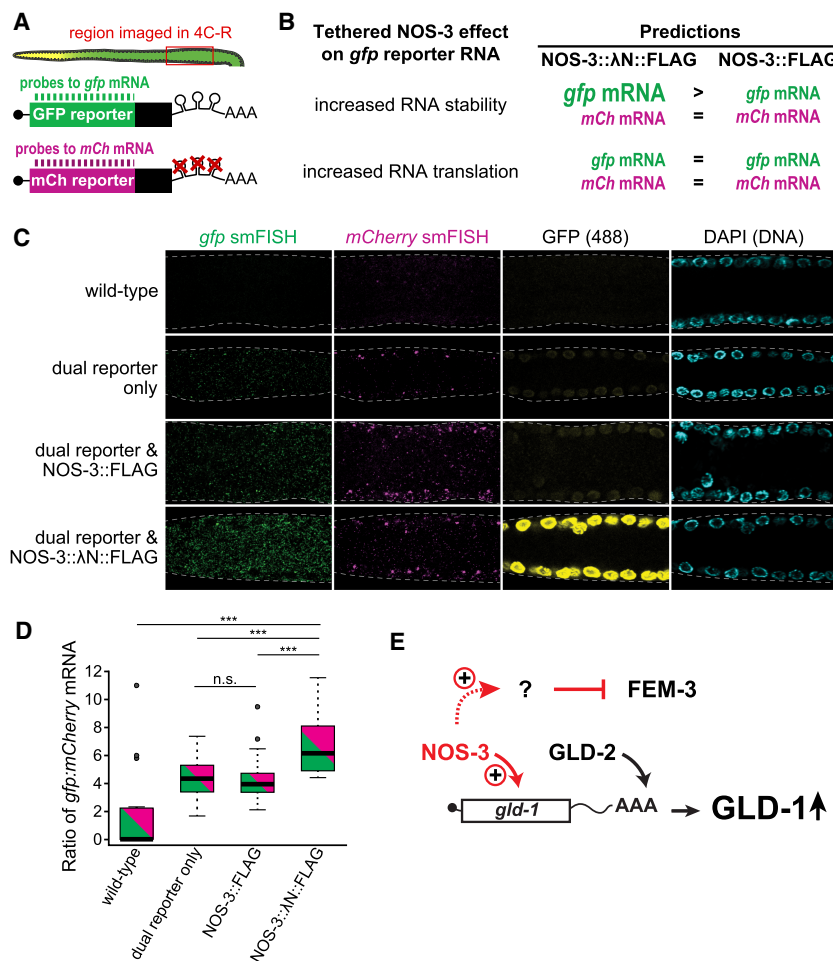 A
region imaged in 4C-R
probes to gfp mRNA
GFP reporter
AAA
probes to mCh mRNA
mCh reporter
AAA
B
Tethered NOS-3 effect
on gfp reporter RNA
Predictions
NOS-3::λN::FLAG
NOS-3::FLAG
increased RNA stability
gfp mRNA > gfp mRNA
mCh mRNA = mCh mRNA
increased RNA translation
gfp mRNA = gfp mRNA
mCh mRNA = mCh mRNA
C
gfp smFISH
mCherry smFISH
GFP (488)
DAPI (DNA)
wild-type
dual reporter
only
dual reporter &
NOS-3::FLAG
dual reporter &
NOS-3::λN::FLAG
D
Ratio of gfp:mCherry mRNA
12
10
8
6
4
2
0
***
***
***
n.s.
wild-type
dual reporter only
NOS-3::FLAG
NOS-3::λN::FLAG
E
+
?
FEM-3
NOS-3
GLD-2
+
gld-1
AAA
GLD-1